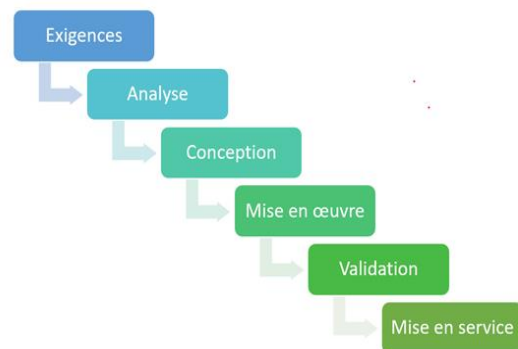 Exigences
Analyse
Conception
Mise en œuvre
Validation
Mise en service